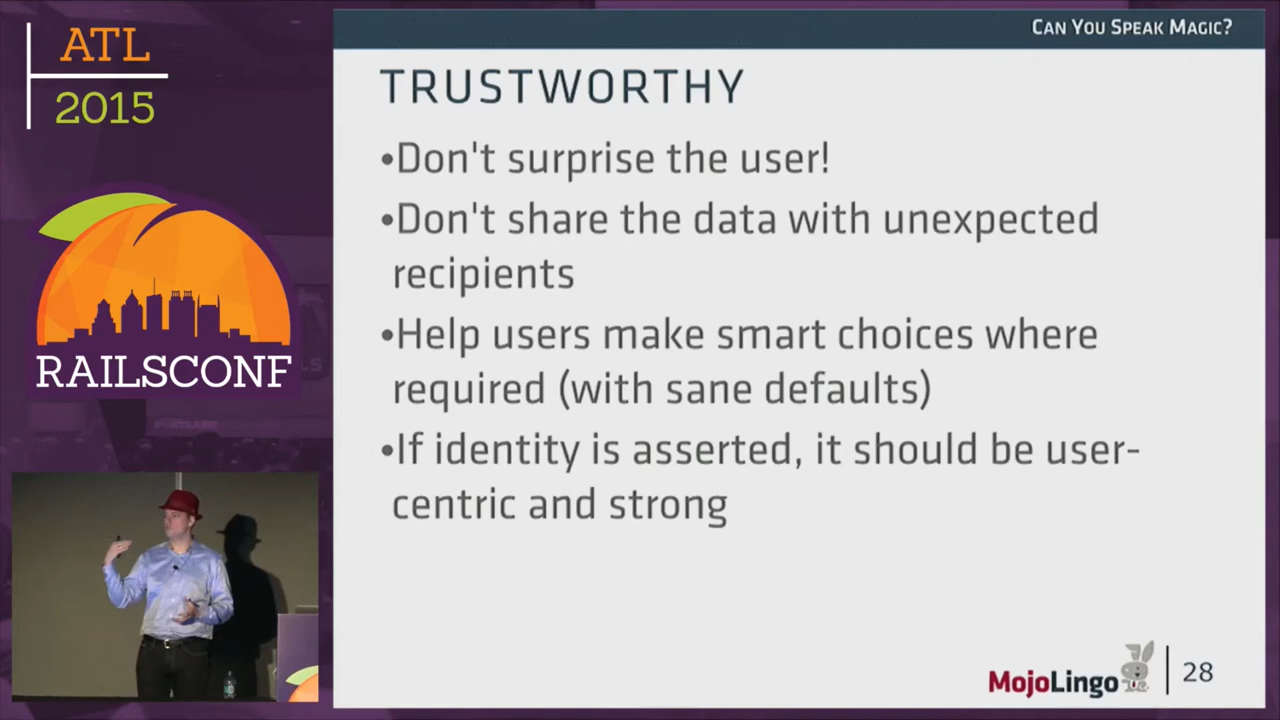 ATL
2015
RAILSCONF
CAN YOU SPEAK MAGIC?
TRUSTWORTHY
•Don't surprise the user!
•Don't share the data with unexpected
recipients
•Help users make smart choices where
required (with sane defaults)
•If identity is asserted, it should be user-
centric and strong
MojoLingo
28